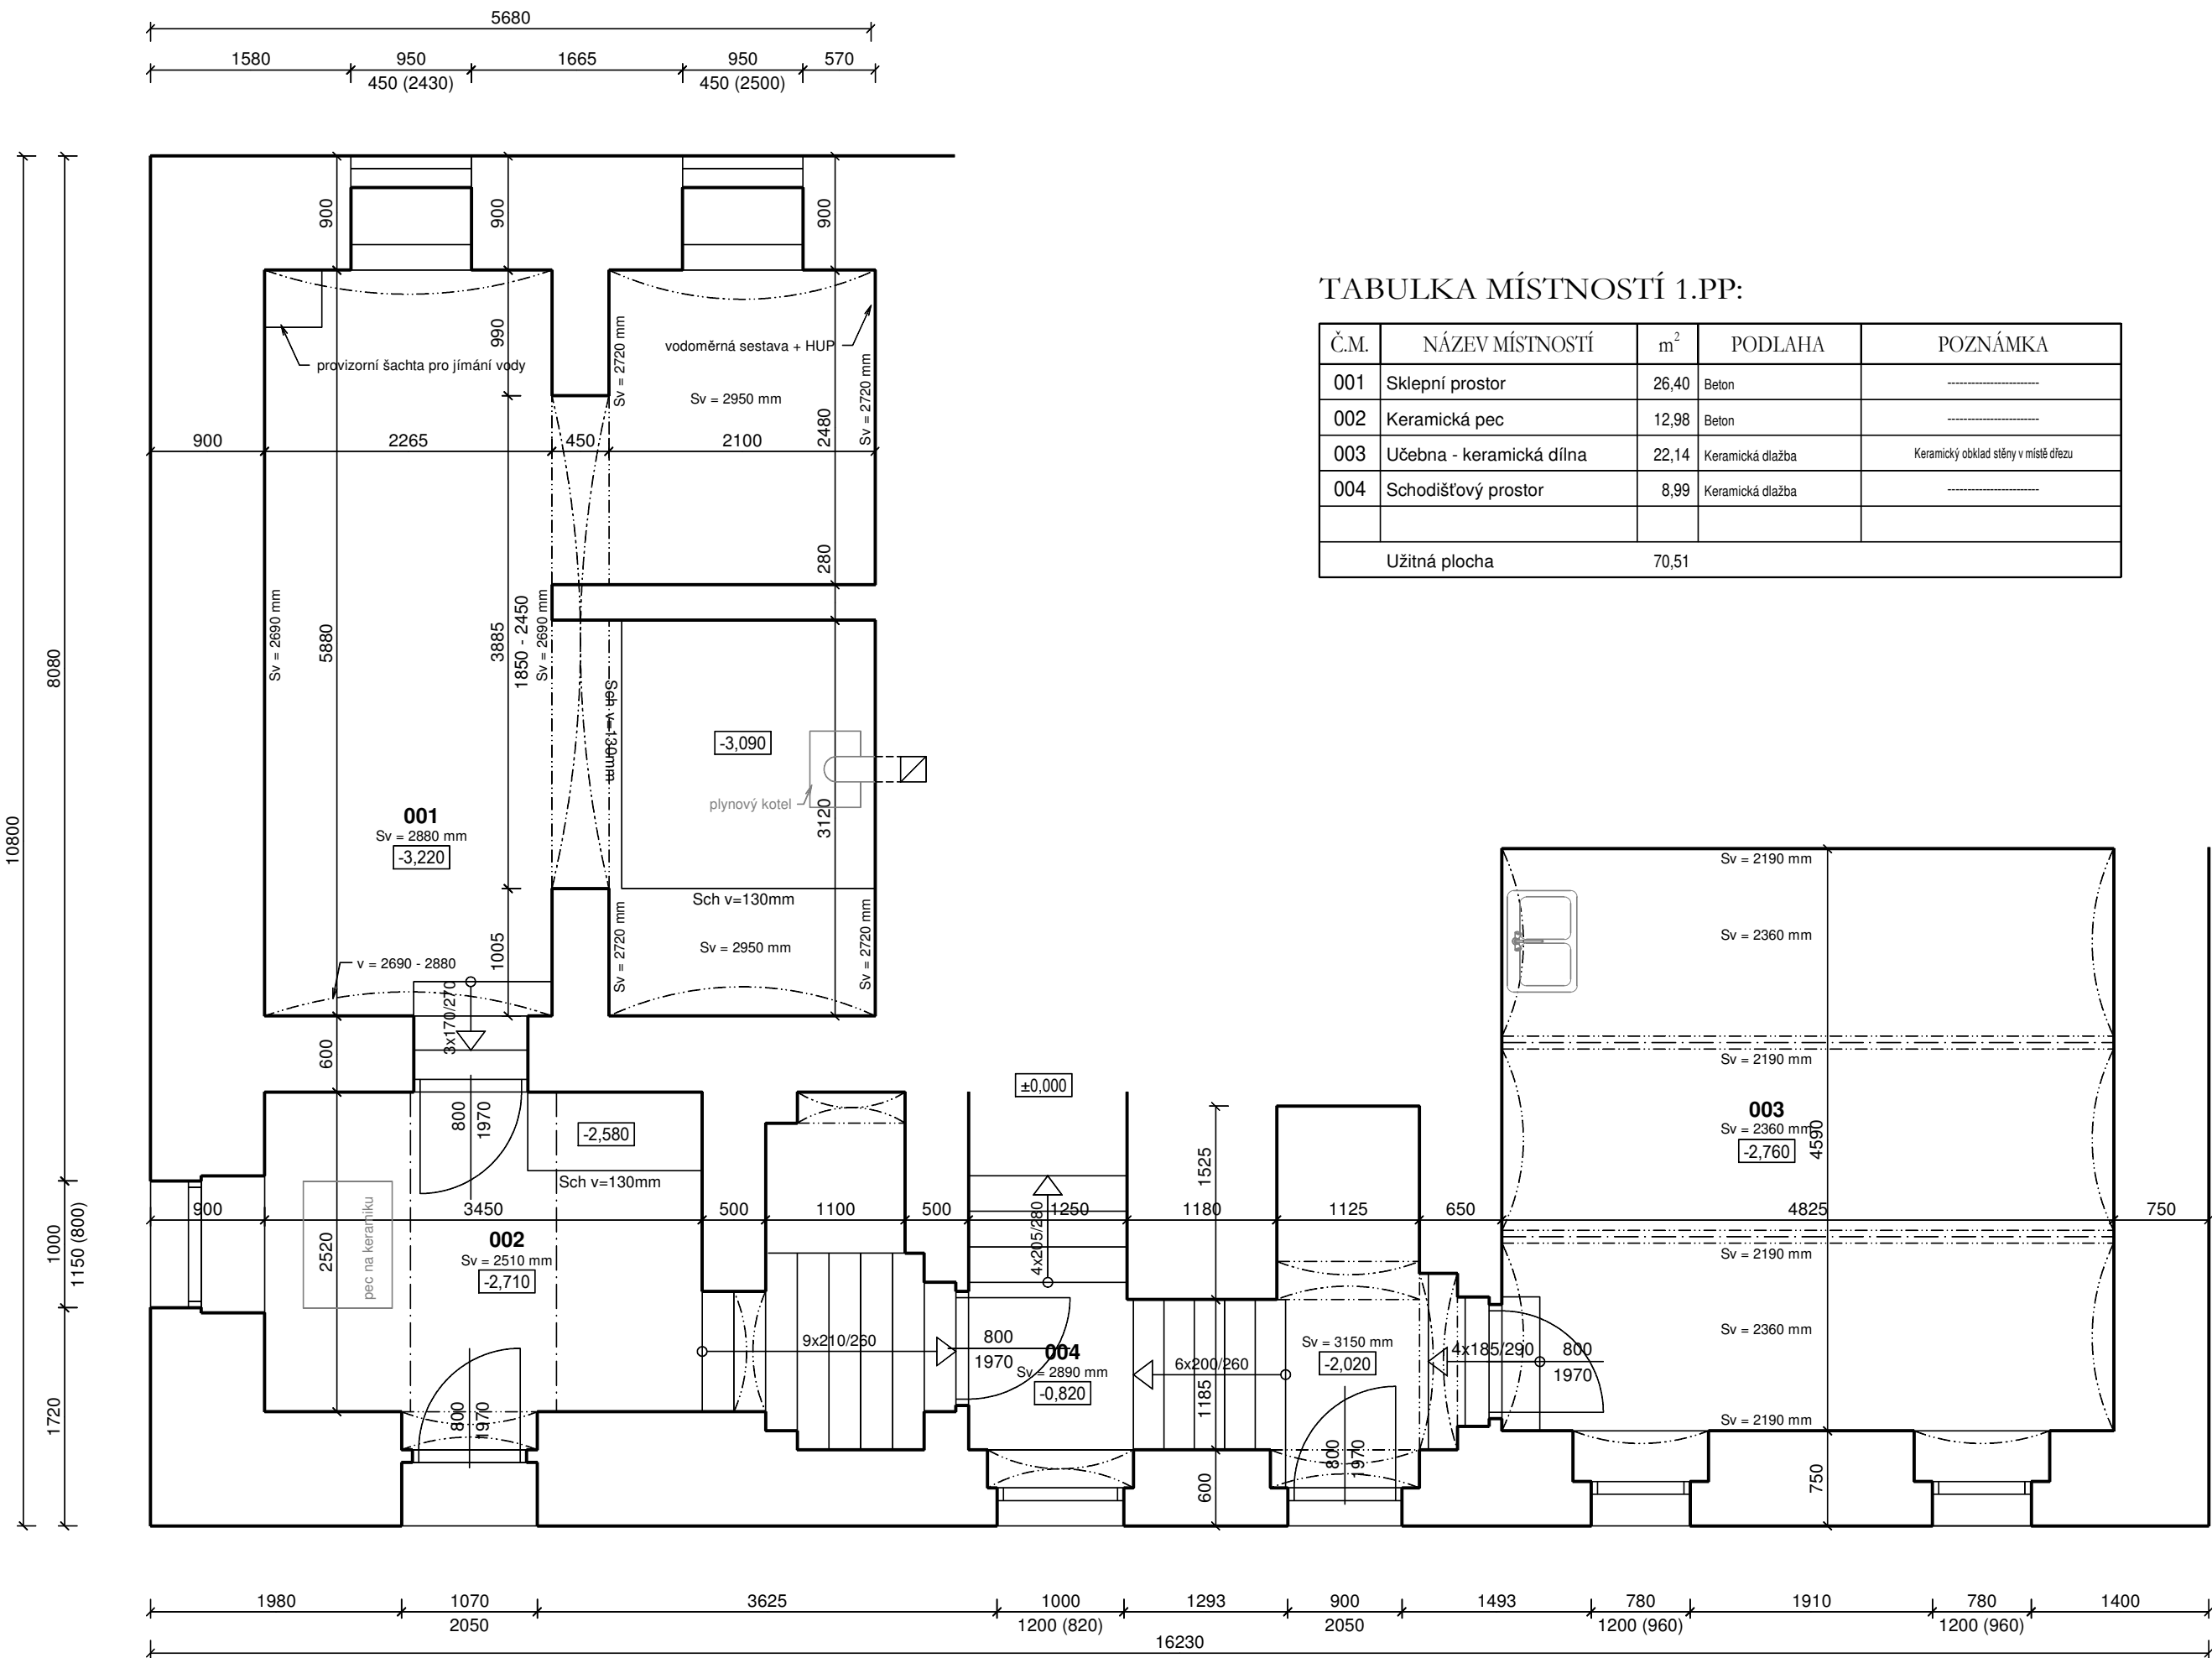 5680
1580 950 1665 950 570
450 (2430) 450 (2500)
900 900 900
990
provizorní šachta pro jímání vody
vodoměrná sestava + HUP
Sv = 2720 mm
Sv = 2950 mm
Sv = 2720 mm
2480
900 2265 450 2100
280
Sv = 2690 mm
5880
3885
1850 - 2450
Sv = 2690 mm
Sch v=130mm
-3,090
plynový kotel
3120
8080
10800
001
Sv = 2880 mm
-3,220
Sch v=130mm
Sv = 2720 mm
Sv = 2950 mm
Sv = 2720 mm
1005
v = 2690 - 2880
3x170/270
600
TABULKA MÍSTNOSTÍ 1.PP:
Č.M. NÁZEV MÍSTNOSTÍ m2 PODLAHA POZNÁMKA
001 Sklepní prostor 26,40 Beton -----------------------
002 Keramická pec 12,98 Beton -----------------------
003 Učebna - keramická dílna 22,14 Keramická dlažba Keramický obklad stěny v místě dřezu
004 Schodišťový prostor 8,99 Keramická dlažba -----------------------
Užitná plocha 70,51
Sv = 2190 mm
Sv = 2360 mm
Sv = 2190 mm
003
Sv = 2360 mm
-2,760
4590
±0,000
800
1970
-2,580
Sch v=130mm
1525
900 3450 500 1100 500 1250 1180 1125 650 4825 750
4x205/280
1000
1150 (800)
2520
pec na keramiku
002
Sv = 2510 mm
-2,710
Sv = 2190 mm
Sv = 2360 mm
9x210/260
800
1970
004
Sv = 2890 mm
-0,820
6x200/260
1185
Sv = 3150 mm
-2,020
4x185/290
800
1970
Sv = 2190 mm
1720
800
1970
600
800
1970
750
1980 1070 3625 1000 1293 900 1493 780 1910 780 1400
2050 1200 (820) 2050 1200 (960) 1200 (960)
16230